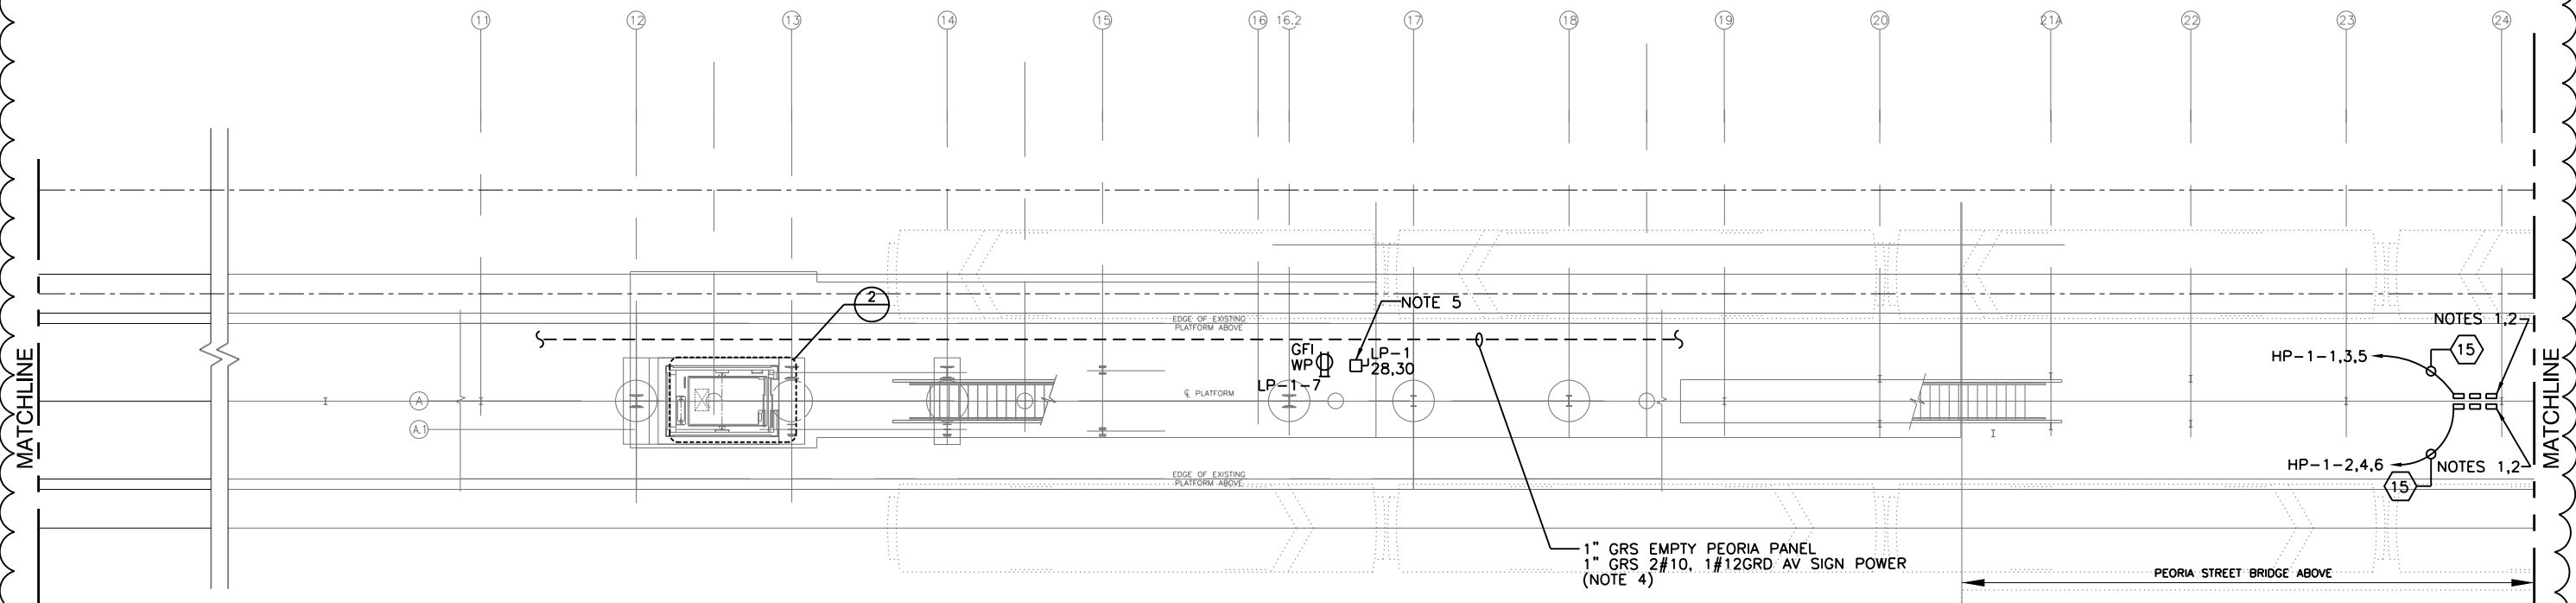 11 12 13 14 15 16 16.2 17 18 19 20 21A 22 23 24
2
EDGE OF EXISTING
PLATFORM ABOVE
NOTE 5
NOTES 1,2
GFI
WP
LP-1
28,30
LP-1-7
HP-1-1,3,5
15
A
℄ PLATFORM
A.1
MATCHLINE
MATCHLINE
HP-1-2,4,6
NOTES 1,2
15
EDGE OF EXISTING
PLATFORM ABOVE
1" GRS EMPTY PEORIA PANEL
1" GRS 2#10, 1#12GRD AV SIGN POWER
(NOTE 4)
PEORIA STREET BRIDGE ABOVE